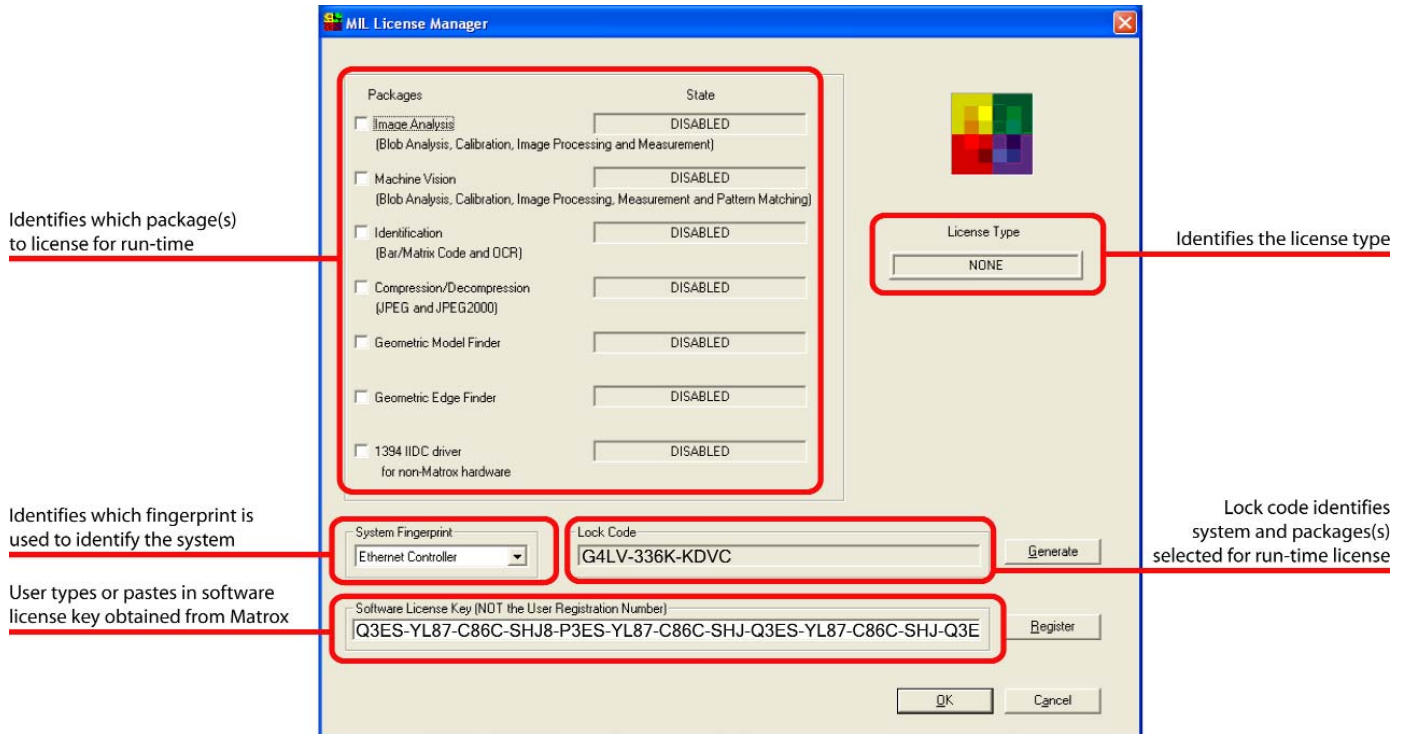 MIL License Manager
Packages State
Image Analysis DISABLED
(Blob Analysis, Calibration, Image Processing and Measurement)
Machine Vision DISABLED
(Blob Analysis, Calibration, Image Processing, Measurement and Pattern Matching)
Identification DISABLED
(Bar/Matrix Code and OCR)
Compression/Decompression DISABLED
(JPEG and JPEG2000)
Geometric Model Finder DISABLED
Geometric Edge Finder DISABLED
1394 IIDC driver DISABLED
for non-Matrox hardware
Identifies which package(s)
to license for run-time
License Type
NONE
Identifies the license type
Identifies which fingerprint is
used to identify the system
System Fingerprint
Ethernet Controller
Lock Code
G4LV-336K-KDVC
Generate
Lock code identifies
system and packages(s)
selected for run-time license
User types or pastes in software
license key obtained from Matrox
Software License Key (NOT the User Registration Number)
Q3ES-YL87-C86C-SHJ8-P3ES-YL87-C86C-SHJ-Q3ES-YL87-C86C-SHJ-Q3E
Register
OK Cancel